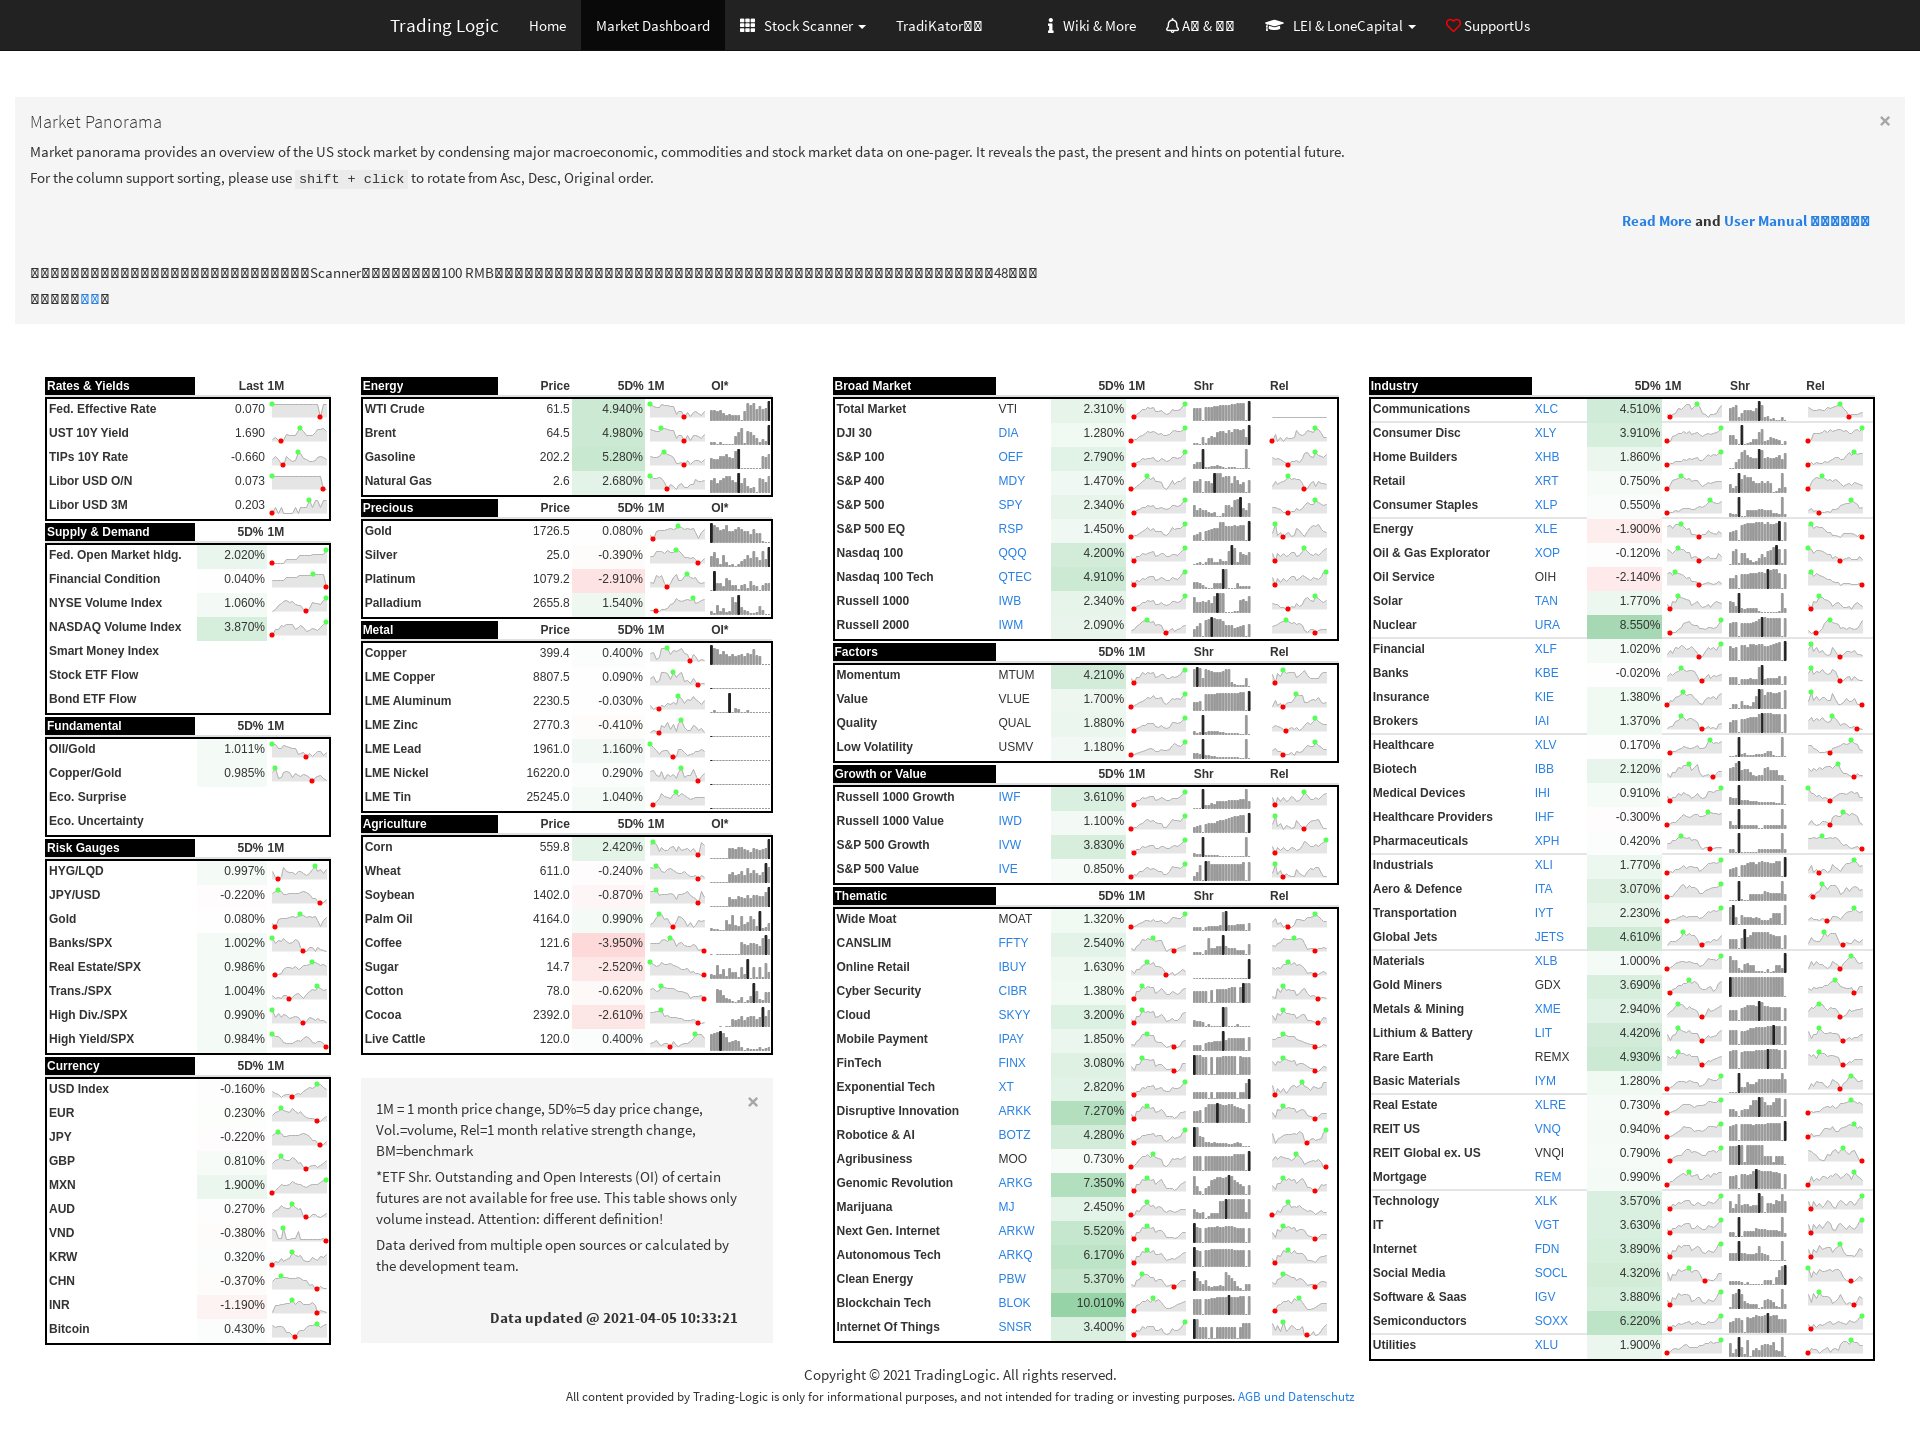 Trading Logic Home Market Dashboard Stock Scanner TradiKator Wiki & More A & LEI & LoneCapital SupportUs
Market Panorama ×
Market panorama provides an overview of the US stock market by condensing major macroeconomic, commodities and stock market data on one-pager. It reveals the past, the present and hints on potential future.
For the column support sorting, please use shift + click to rotate from Asc, Desc, Original order.
Read More and User Manual
Scanner 100 RMB 48
Rates & Yields Last 1M
Fed. Effective Rate 0.070
UST 10Y Yield 1.690
TIPs 10Y Rate -0.660
Libor USD O/N 0.073
Libor USD 3M 0.203
Supply & Demand 5D% 1M
Fed. Open Market hldg. 2.020%
Financial Condition 0.040%
NYSE Volume Index 1.060%
NASDAQ Volume Index 3.870%
Smart Money Index
Stock ETF Flow
Bond ETF Flow
Fundamental 5D% 1M
OIl/Gold 1.011%
Copper/Gold 0.985%
Eco. Surprise
Eco. Uncertainty
Risk Gauges 5D% 1M
HYG/LQD 0.997%
JPY/USD -0.220%
Gold 0.080%
Banks/SPX 1.002%
Real Estate/SPX 0.986%
Trans./SPX 1.004%
High Div./SPX 0.990%
High Yield/SPX 0.984%
Currency 5D% 1M
USD Index -0.160%
EUR 0.230%
JPY -0.220%
GBP 0.810%
MXN 1.900%
AUD 0.270%
VND -0.380%
KRW 0.320%
CHN -0.370%
INR -1.190%
Bitcoin 0.430%
Energy Price 5D% 1M OI*
WTI Crude 61.5 4.940%
Brent 64.5 4.980%
Gasoline 202.2 5.280%
Natural Gas 2.6 2.680%
Precious Price 5D% 1M OI*
Gold 1726.5 0.080%
Silver 25.0 -0.390%
Platinum 1079.2 -2.910%
Palladium 2655.8 1.540%
Metal Price 5D% 1M OI*
Copper 399.4 0.400%
LME Copper 8807.5 0.090%
LME Aluminum 2230.5 -0.030%
LME Zinc 2770.3 -0.410%
LME Lead 1961.0 1.160%
LME Nickel 16220.0 0.290%
LME Tin 25245.0 1.040%
Agriculture Price 5D% 1M OI*
Corn 559.8 2.420%
Wheat 611.0 -0.240%
Soybean 1402.0 -0.870%
Palm Oil 4164.0 0.990%
Coffee 121.6 -3.950%
Sugar 14.7 -2.520%
Cotton 78.0 -0.620%
Cocoa 2392.0 -2.610%
Live Cattle 120.0 0.400%
×
1M = 1 month price change, 5D%=5 day price change,
Vol.=volume, Rel=1 month relative strength change,
BM=benchmark
*ETF Shr. Outstanding and Open Interests (OI) of certain
futures are not available for free use. This table shows only
volume instead. Attention: different definition!
Data derived from multiple open sources or calculated by
the development team.
Data updated @ 2021-04-05 10:33:21
Broad Market 5D% 1M Shr Rel
Total Market VTI 2.310%
DJI 30 DIA 1.280%
S&P 100 OEF 2.790%
S&P 400 MDY 1.470%
S&P 500 SPY 2.340%
S&P 500 EQ RSP 1.450%
Nasdaq 100 QQQ 4.200%
Nasdaq 100 Tech QTEC 4.910%
Russell 1000 IWB 2.340%
Russell 2000 IWM 2.090%
Factors 5D% 1M Shr Rel
Momentum MTUM 4.210%
Value VLUE 1.700%
Quality QUAL 1.880%
Low Volatility USMV 1.180%
Growth or Value 5D% 1M Shr Rel
Russell 1000 Growth IWF 3.610%
Russell 1000 Value IWD 1.100%
S&P 500 Growth IVW 3.830%
S&P 500 Value IVE 0.850%
Thematic 5D% 1M Shr Rel
Wide Moat MOAT 1.320%
CANSLIM FFTY 2.540%
Online Retail IBUY 1.630%
Cyber Security CIBR 1.380%
Cloud SKYY 3.200%
Mobile Payment IPAY 1.850%
FinTech FINX 3.080%
Exponential Tech XT 2.820%
Disruptive Innovation ARKK 7.270%
Robotice & AI BOTZ 4.280%
Agribusiness MOO 0.730%
Genomic Revolution ARKG 7.350%
Marijuana MJ 2.450%
Next Gen. Internet ARKW 5.520%
Autonomous Tech ARKQ 6.170%
Clean Energy PBW 5.370%
Blockchain Tech BLOK 10.010%
Internet Of Things SNSR 3.400%
Industry 5D% 1M Shr Rel
Communications XLC 4.510%
Consumer Disc XLY 3.910%
Home Builders XHB 1.860%
Retail XRT 0.750%
Consumer Staples XLP 0.550%
Energy XLE -1.900%
Oil & Gas Explorator XOP -0.120%
Oil Service OIH -2.140%
Solar TAN 1.770%
Nuclear URA 8.550%
Financial XLF 1.020%
Banks KBE -0.020%
Insurance KIE 1.380%
Brokers IAI 1.370%
Healthcare XLV 0.170%
Biotech IBB 2.120%
Medical Devices IHI 0.910%
Healthcare Providers IHF -0.300%
Pharmaceuticals XPH 0.420%
Industrials XLI 1.770%
Aero & Defence ITA 3.070%
Transportation IYT 2.230%
Global Jets JETS 4.610%
Materials XLB 1.000%
Gold Miners GDX 3.690%
Metals & Mining XME 2.940%
Lithium & Battery LIT 4.420%
Rare Earth REMX 4.930%
Basic Materials IYM 1.280%
Real Estate XLRE 0.730%
REIT US VNQ 0.940%
REIT Global ex. US VNQI 0.790%
Mortgage REM 0.990%
Technology XLK 3.570%
IT VGT 3.630%
Internet FDN 3.890%
Social Media SOCL 4.320%
Software & Saas IGV 3.880%
Semiconductors SOXX 6.220%
Utilities XLU 1.900%
Copyright © 2021 TradingLogic. All rights reserved.
All content provided by Trading-Logic is only for informational purposes, and not intended for trading or investing purposes. AGB und Datenschutz